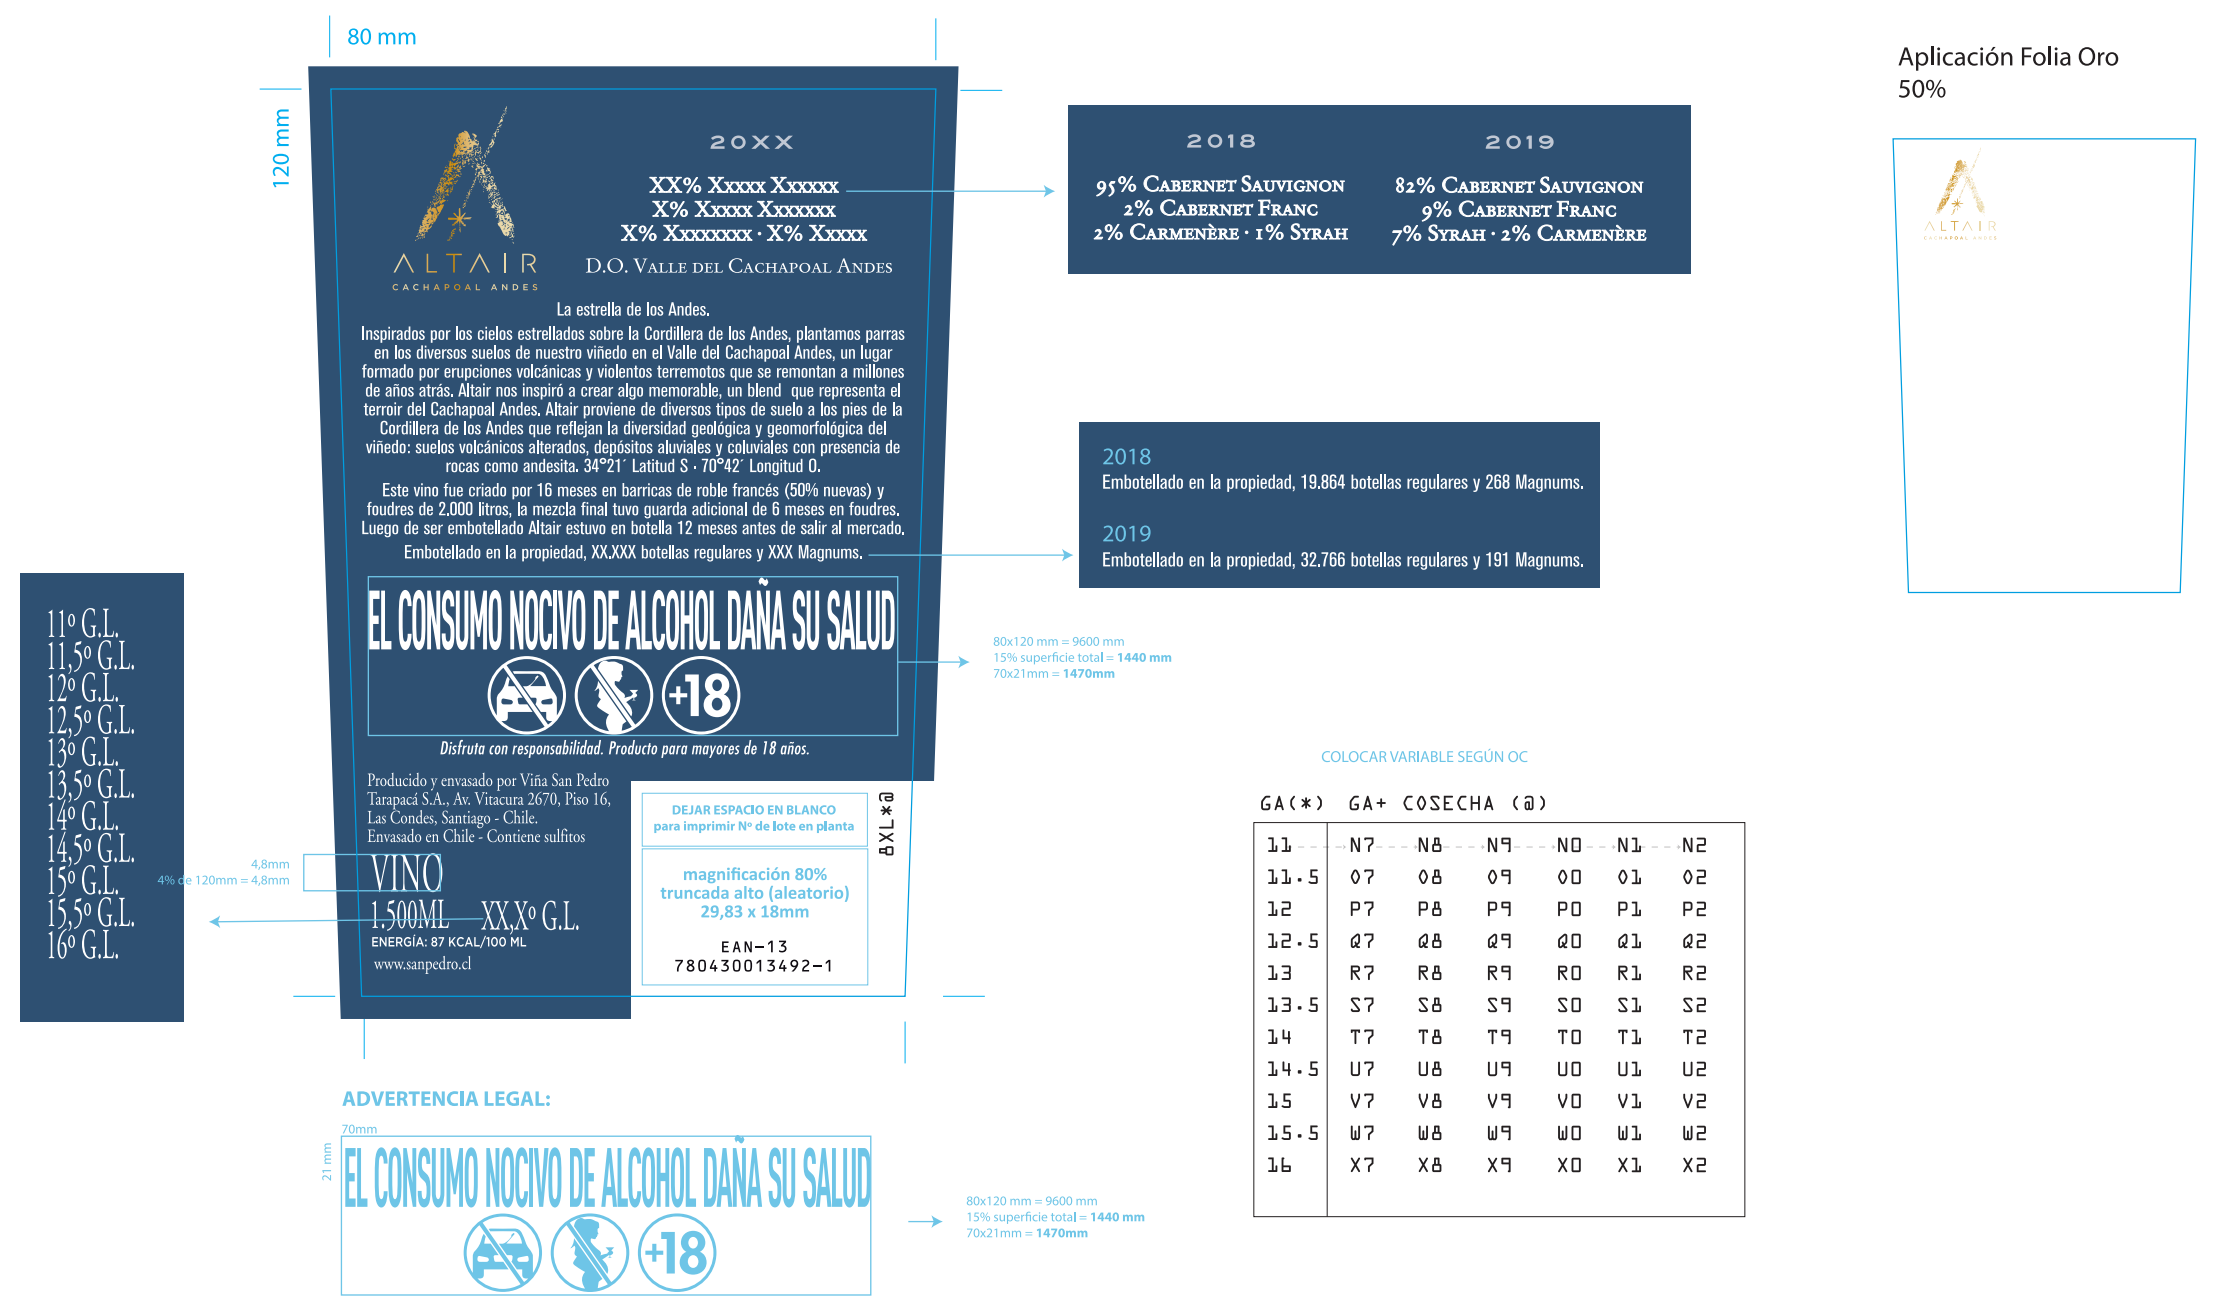 80 mm
120 mm
ALTAIR
CACHAPOAL ANDES
20XX
XX% Xxxxx Xxxxxx
X% Xxxxx Xxxxxxx
X% Xxxxxxxx · X% Xxxxx
D.O. Valle del Cachapoal Andes
La estrella de los Andes.
Inspirados por los cielos estrellados sobre la Cordillera de los Andes, plantamos parras
en los diversos suelos de nuestro viñedo en el Valle del Cachapoal Andes, un lugar
formado por erupciones volcánicas y violentos terremotos que se remontan a millones
de años atrás. Altair nos inspiró a crear algo memorable, un blend que representa el
terroir del Cachapoal Andes. Altair proviene de diversos tipos de suelo a los pies de la
Cordillera de los Andes que reflejan la diversidad geológica y geomorfológica del
viñedo: suelos volcánicos alterados, depósitos aluviales y coluviales con presencia de
rocas como andesita. 34°21´ Latitud S · 70°42´ Longitud O.
Este vino fue criado por 16 meses en barricas de roble francés (50% nuevas) y
foudres de 2.000 litros, la mezcla final tuvo guarda adicional de 6 meses en foudres.
Luego de ser embotellado Altair estuvo en botella 12 meses antes de salir al mercado.
Embotellado en la propiedad, XX.XXX botellas regulares y XXX Magnums.
EL CONSUMO NOCIVO DE ALCOHOL DAÑA SU SALUD
+18
Disfruta con responsabilidad. Producto para mayores de 18 años.
Producido y envasado por Viña San Pedro
Tarapacá S.A., Av. Vitacura 2670, Piso 16,
Las Condes, Santiago - Chile.
Envasado en Chile - Contiene sulfitos
VINO
1.500ML XX,Xº G.L.
ENERGÍA: 87 KCAL/100 ML
www.sanpedro.cl
4,8mm
4% de 120mm = 4,8mm
DEJAR ESPACIO EN BLANCO
para imprimir Nº de lote en planta
magnificación 80%
truncada alto (aleatorio)
29,83 x 18mm
EAN-13
780430013492-1
8XL*@
11º G.L.
11,5º G.L.
12º G.L.
12,5º G.L.
13º G.L.
13,5º G.L.
14º G.L.
14,5º G.L.
15º G.L.
15,5º G.L.
16º G.L.
2018
95% Cabernet Sauvignon
2% Cabernet Franc
2% Carmenère · 1% Syrah
2019
82% Cabernet Sauvignon
9% Cabernet Franc
7% Syrah · 2% Carmenère
2018
Embotellado en la propiedad, 19.864 botellas regulares y 268 Magnums.
2019
Embotellado en la propiedad, 32.766 botellas regulares y 191 Magnums.
80x120 mm = 9600 mm
15% superficie total = 1440 mm
70x21mm = 1470mm
Aplicación Folia Oro
50%
ALTAIR
CACHAPOAL ANDES
COLOCAR VARIABLE SEGÚN OC
GA(*) GA+ COSECHA (@)
11 N7 N8 N9 N0 N1 N2
11.5 O7 O8 O9 O0 O1 O2
12 P7 P8 P9 P0 P1 P2
12.5 Q7 Q8 Q9 Q0 Q1 Q2
13 R7 R8 R9 R0 R1 R2
13.5 S7 S8 S9 S0 S1 S2
14 T7 T8 T9 T0 T1 T2
14.5 U7 U8 U9 U0 U1 U2
15 V7 V8 V9 V0 V1 V2
15.5 W7 W8 W9 W0 W1 W2
16 X7 X8 X9 X0 X1 X2
ADVERTENCIA LEGAL:
70mm
21 mm
EL CONSUMO NOCIVO DE ALCOHOL DAÑA SU SALUD
+18
80x120 mm = 9600 mm
15% superficie total = 1440 mm
70x21mm = 1470mm